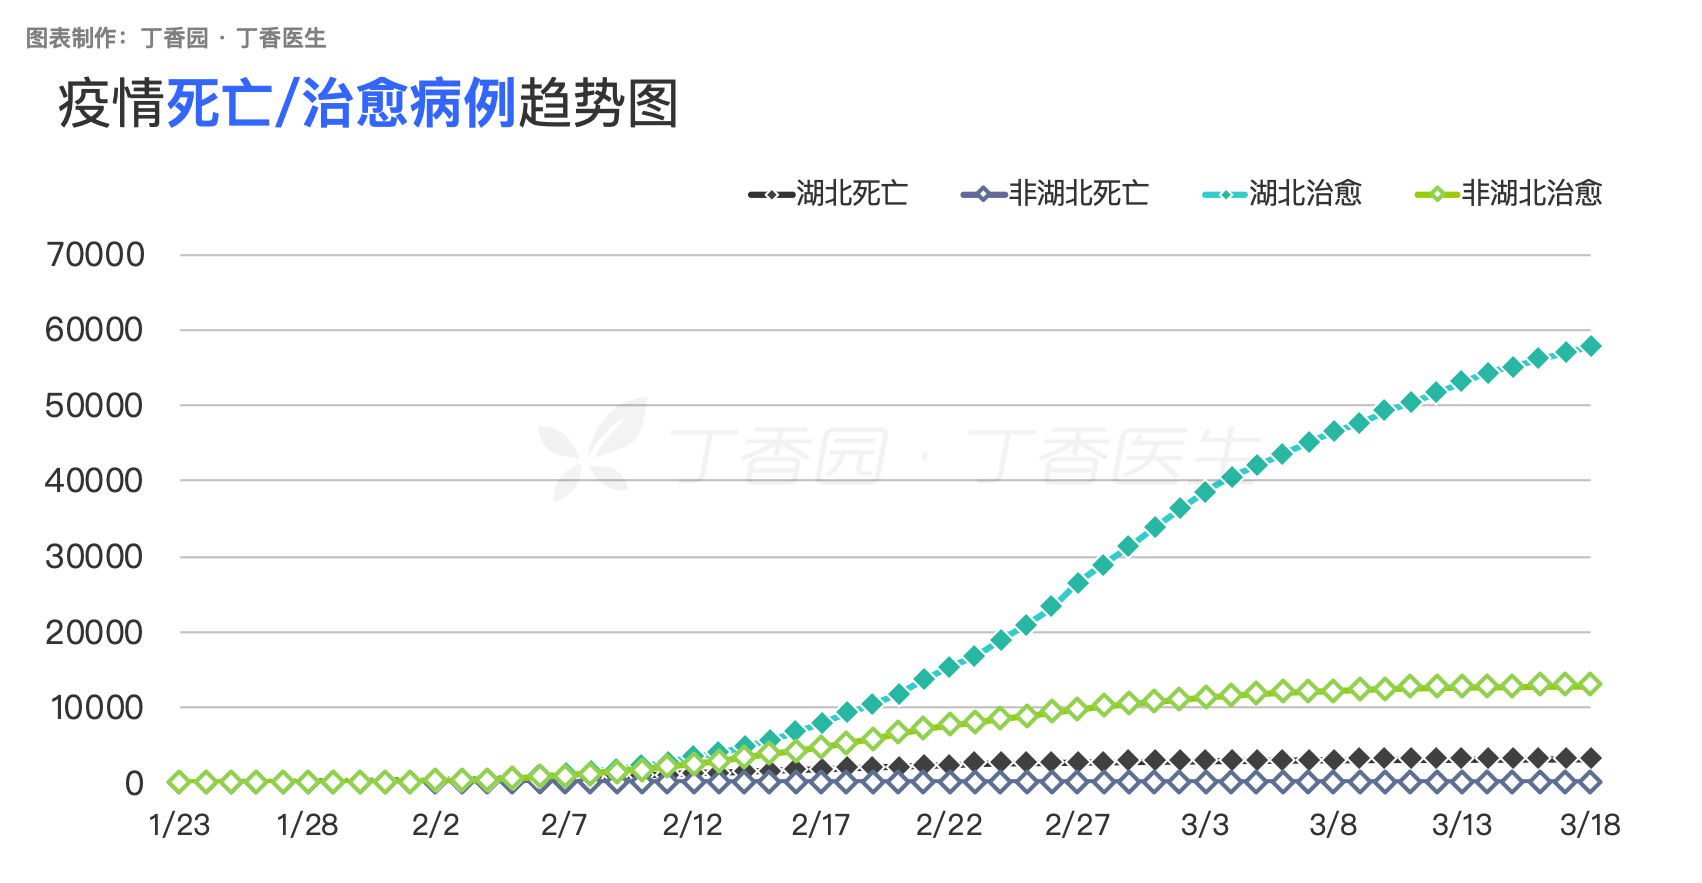 图表制作：丁香园 · 丁香医生
疫情死亡/治愈病例趋势图
湖北死亡 非湖北死亡 湖北治愈 非湖北治愈
70000
60000
50000
丁香园 · 丁香医生
40000
30000
20000
10000
0
1/23 1/28 2/2 2/7 2/12 2/17 2/22 2/27 3/3 3/8 3/13 3/18